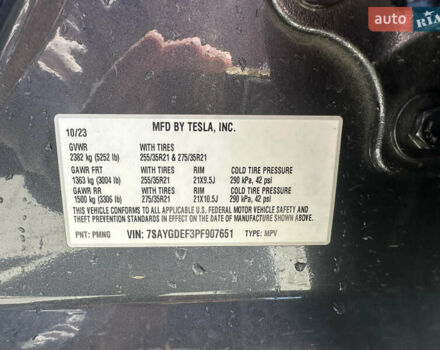 AUTO
RIA
10/23 MFD BY TESLA, INC.
GVWR WITH TIRES
2382 kg (5252 lb) 255/35R21 & 275/35R21
GAWR FRT WITH TIRES RIM COLD TIRE PRESSURE
1363 kg (3004 lb) 255/35R21 21X9.5J 290 kPa, 42 psi
GAWR RR WITH TIRES RIM COLD TIRE PRESSURE
1500 kg (3306 lb) 275/35R21 21X10.5J 290 kPa, 42 psi
THIS VEHICLE CONFORMS TO ALL APPLICABLE U.S. FEDERAL MOTOR VEHICLE SAFETY
AND THEFT PREVENTION STANDARDS IN EFFECT ON THE DATE OF MANUFACTURE SHOWN
ABOVE.
PNT: PMNG VIN: 7SAYGDEF3PF907651 TYPE: MPV